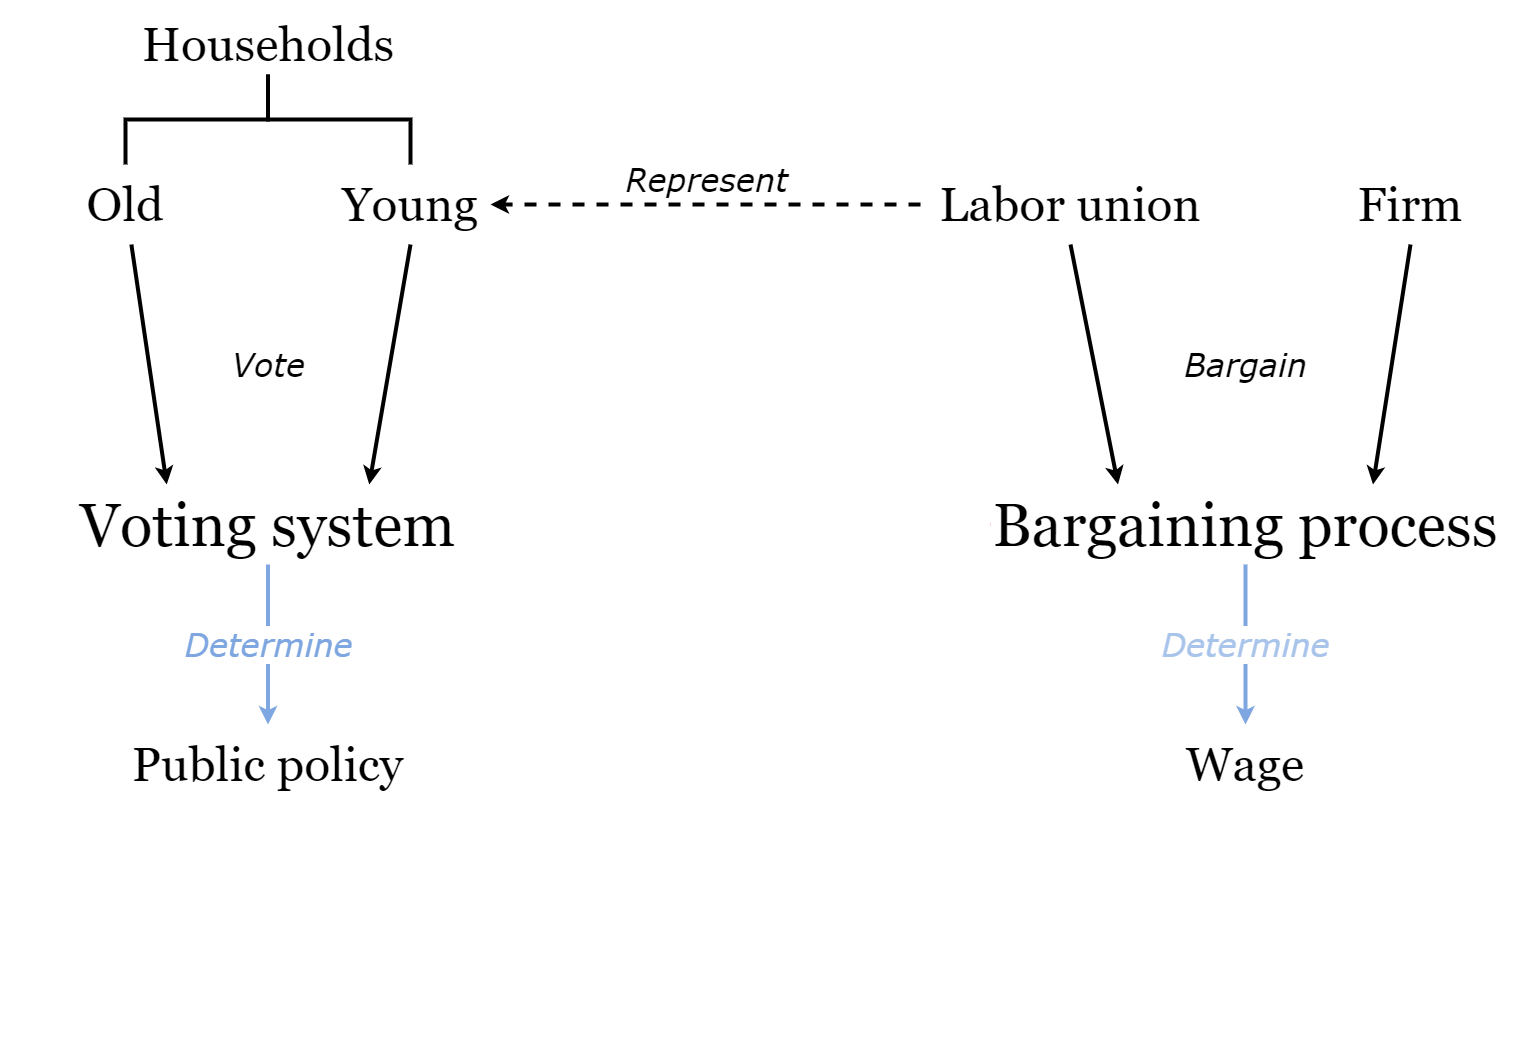 Households
Represent
Old
Young
Labor union
Firm
Vote
Bargain
Voting system
Bargaining process
Determine
Determine
Public policy
Wage